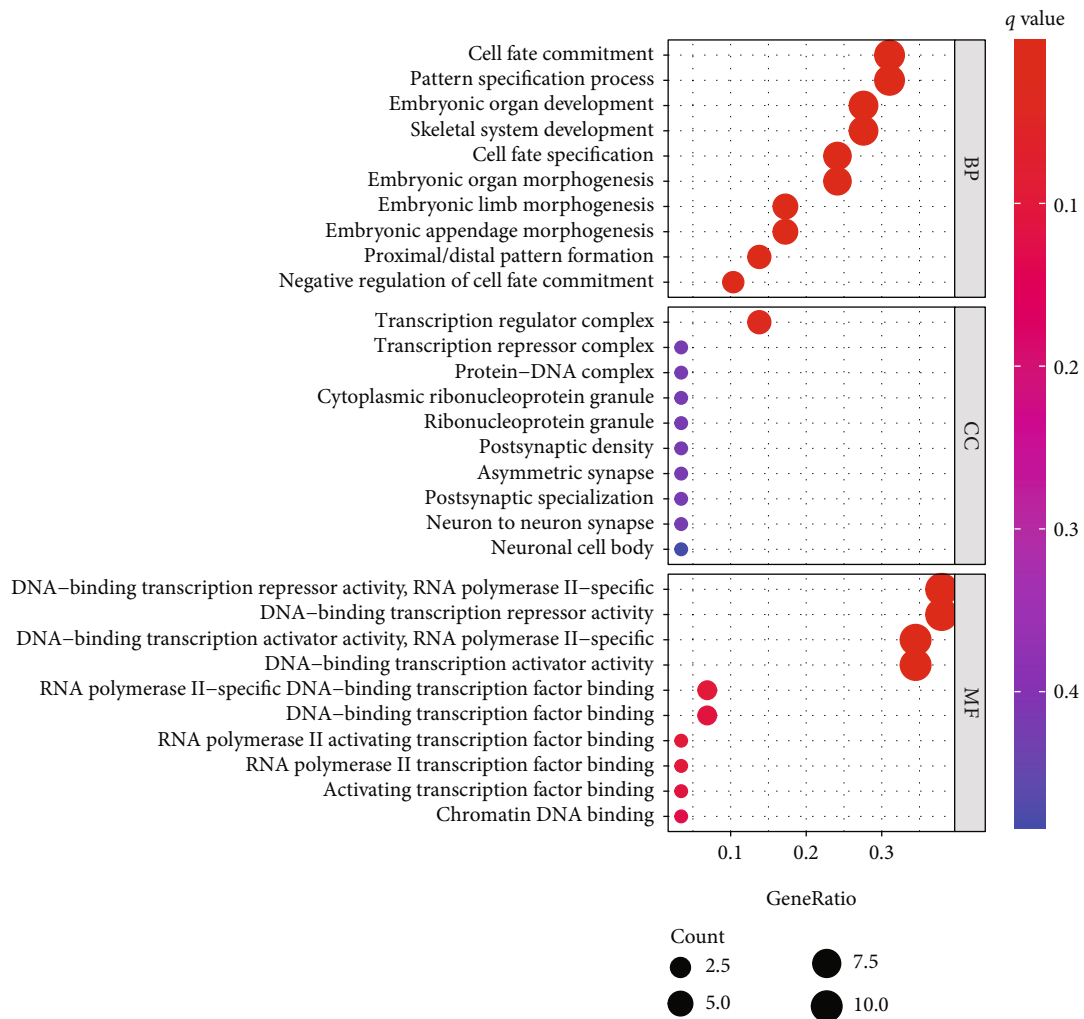 q value
Cell fate commitment
Pattern specification process
Embryonic organ development
Skeletal system development
Cell fate specification
Embryonic organ morphogenesis
Embryonic limb morphogenesis
Embryonic appendage morphogenesis
Proximal/distal pattern formation
Negative regulation of cell fate commitment
BP
Transcription regulator complex
Transcription repressor complex
Protein−DNA complex
Cytoplasmic ribonucleoprotein granule
Ribonucleoprotein granule
Postsynaptic density
Asymmetric synapse
Postsynaptic specialization
Neuron to neuron synapse
Neuronal cell body
CC
DNA−binding transcription repressor activity, RNA polymerase II−specific
DNA−binding transcription repressor activity
DNA−binding transcription activator activity, RNA polymerase II−specific
DNA−binding transcription activator activity
RNA polymerase II−specific DNA−binding transcription factor binding
DNA−binding transcription factor binding
RNA polymerase II activating transcription factor binding
RNA polymerase II transcription factor binding
Activating transcription factor binding
Chromatin DNA binding
MF
0.1
0.2
0.3
0.4
0.1 0.2 0.3
GeneRatio
Count
2.5 7.5
5.0 10.0